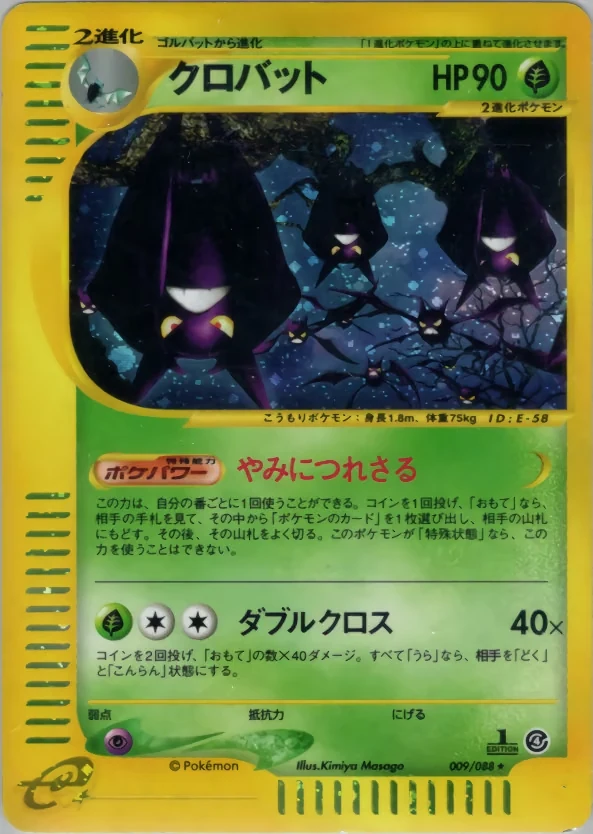 2進化
ゴルバットから進化
「1進化ポケモン」の上に重ねて進化させます。
クロバット
HP90
2進化ポケモン
こうもりポケモン：身長1.8m、体重75kg ID:E-58
特殊能力
ポケパワー
やみにつれさる
この力は、自分の番ごとに1回使うことができる。コインを1回投げ、「おもて」なら、
相手の手札を見て、その中から「ポケモンのカード」を1枚選び出し、相手の山札
にもどす。その後、その山札をよく切る。このポケモンが「特殊状態」なら、この
力を使うことはできない。
ダブルクロス
40×
コインを2回投げ、「おもて」の数×40ダメージ。すべて「うら」なら、相手を「どく」
と「こんらん」状態にする。
弱点
抵抗力
にげる
1
EDITION
4
e
©Pokémon
Illus.Kimiya Masago
009/088★